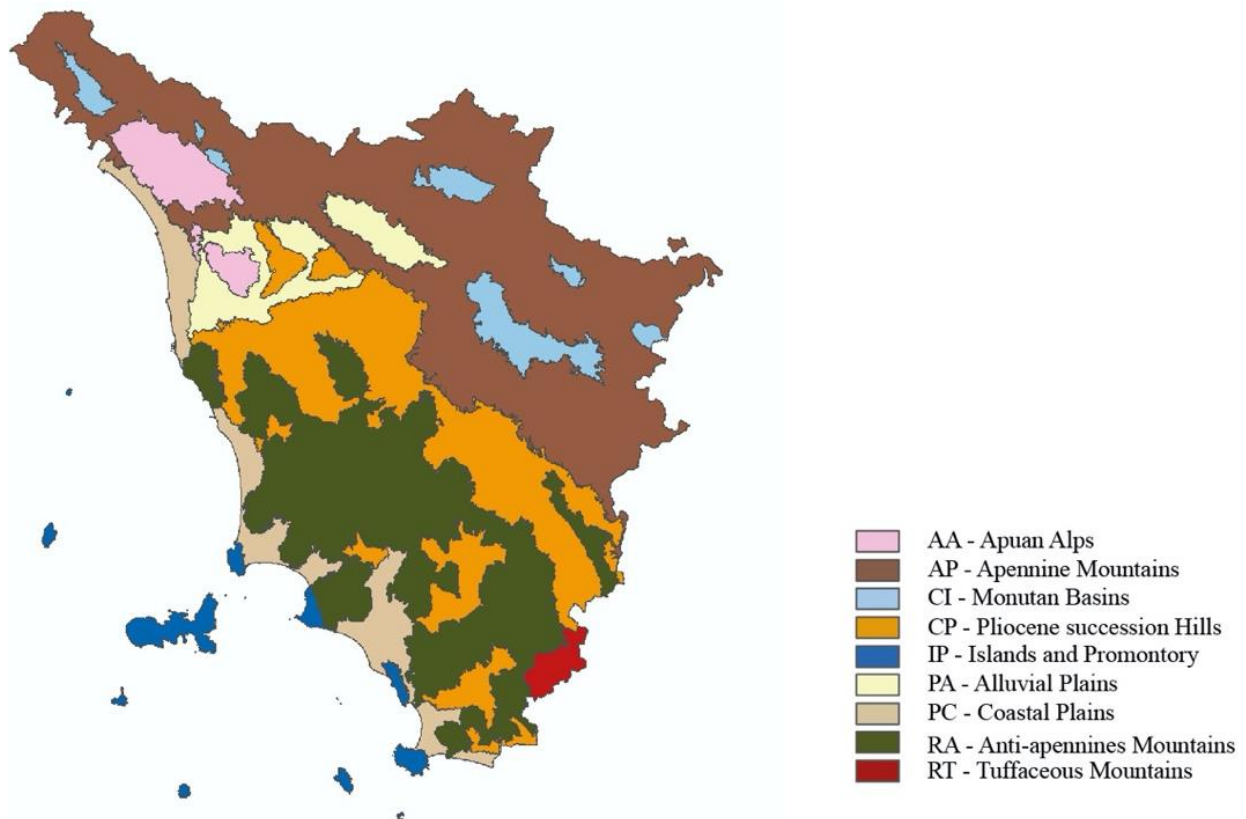 AA - Apuan Alps
AP - Apennine Mountains
CI - Monutan Basins
CP - Pliocene succession Hills
IP - Islands and Promontory
PA - Alluvial Plains
PC - Coastal Plains
RA - Anti-apennines Mountains
RT - Tuffaceous Mountains